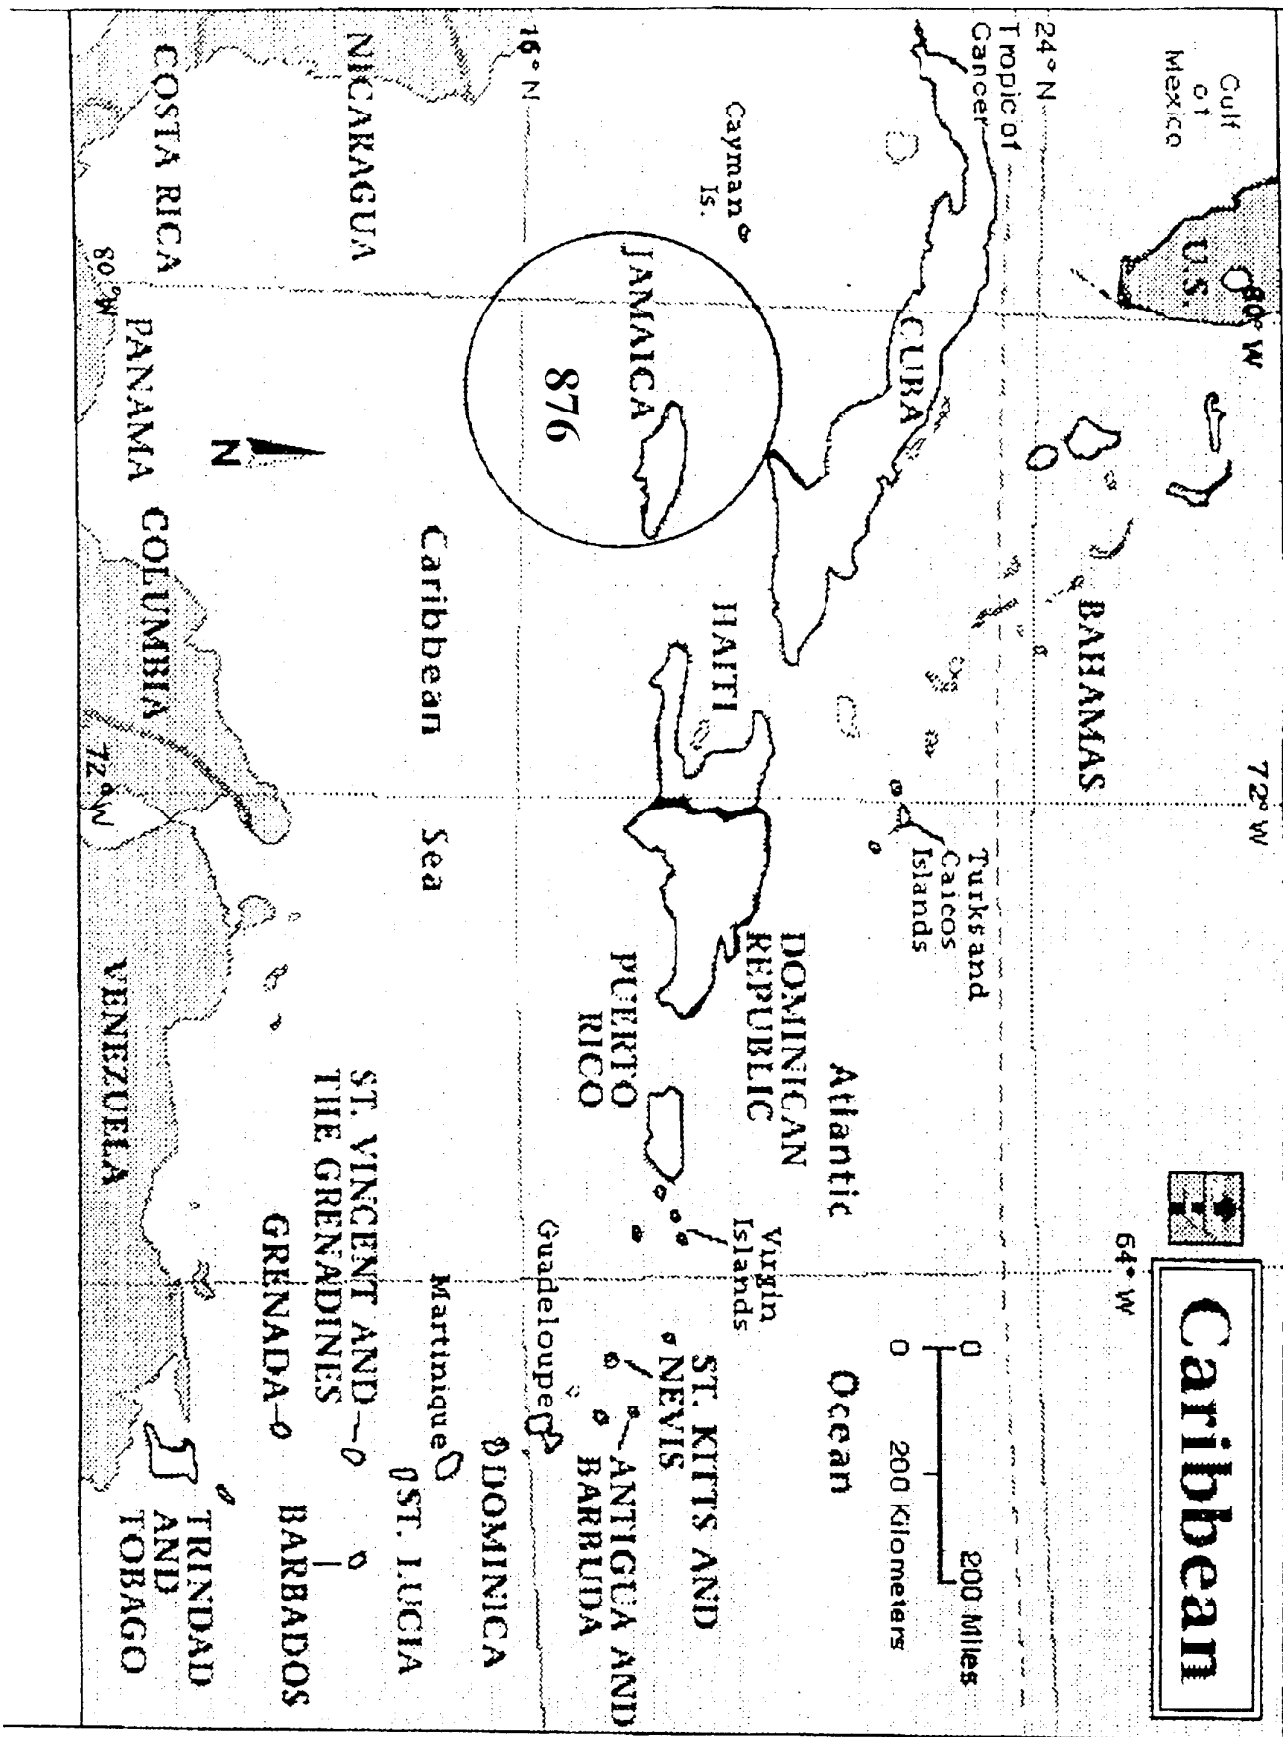 Caribbean
Gulf
of
Mexico
U.S.
80° W
72° W
64° W
24° N
Tropic of
Cancer
BAHAMAS
0
200 Miles
0
200 Kilometers
Turks and
Caicos
Islands
CUBA
Atlantic
Ocean
Cayman
Is.
HAITI
DOMINICAN
REPUBLIC
Virgin
Islands
JAMAICA
876
PUERTO
RICO
ST. KITTS AND
NEVIS
ANTIGUA AND
BARBUDA
16° N
Guadeloupe
DOMINICA
Caribbean
Sea
Martinique
ST. LUCIA
NICARAGUA
ST. VINCENT AND
THE GRENADINES
BARBADOS
GRENADA
N
COSTA RICA
PANAMA
COLUMBIA
VENEZUELA
TRINDAD
AND
TOBAGO
80° W
72° W